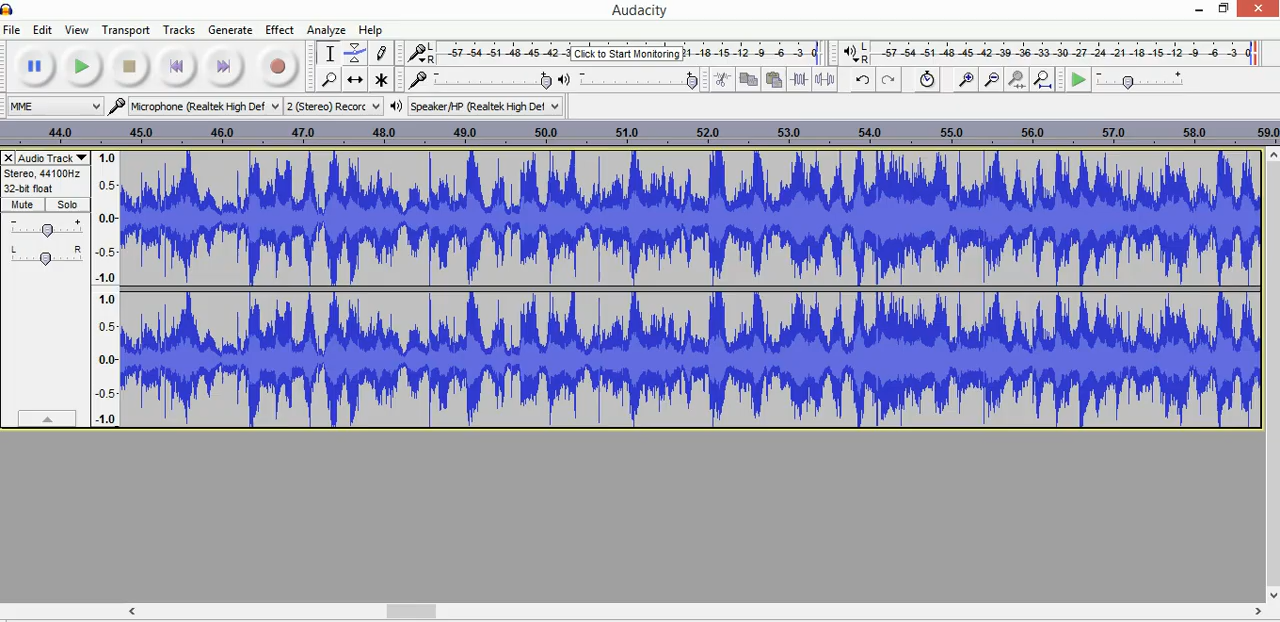 Audacity
File Edit View Transport Tracks Generate Effect Analyze Help
L R -57 -54 -51 -48 -45 -42 -3 Click to Start Monitoring 21 -18 -15 -12 -9 -6 -3 0 L R -57 -54 -51 -48 -45 -42 -39 -36 -33 -30 -27 -24 -21 -18 -15 -12 -9 -6 -3 0
- + - + - +
MME Microphone (Realtek High Def 2 (Stereo) Recorc Speaker/HP (Realtek High Def
44.0 45.0 46.0 47.0 48.0 49.0 50.0 51.0 52.0 53.0 54.0 55.0 56.0 57.0 58.0 59.0
Audio Track
Stereo, 44100Hz
32-bit float
Mute Solo
- +
L R
1.0
0.5
0.0
-0.5
-1.0
1.0
0.5
0.0
-0.5
-1.0